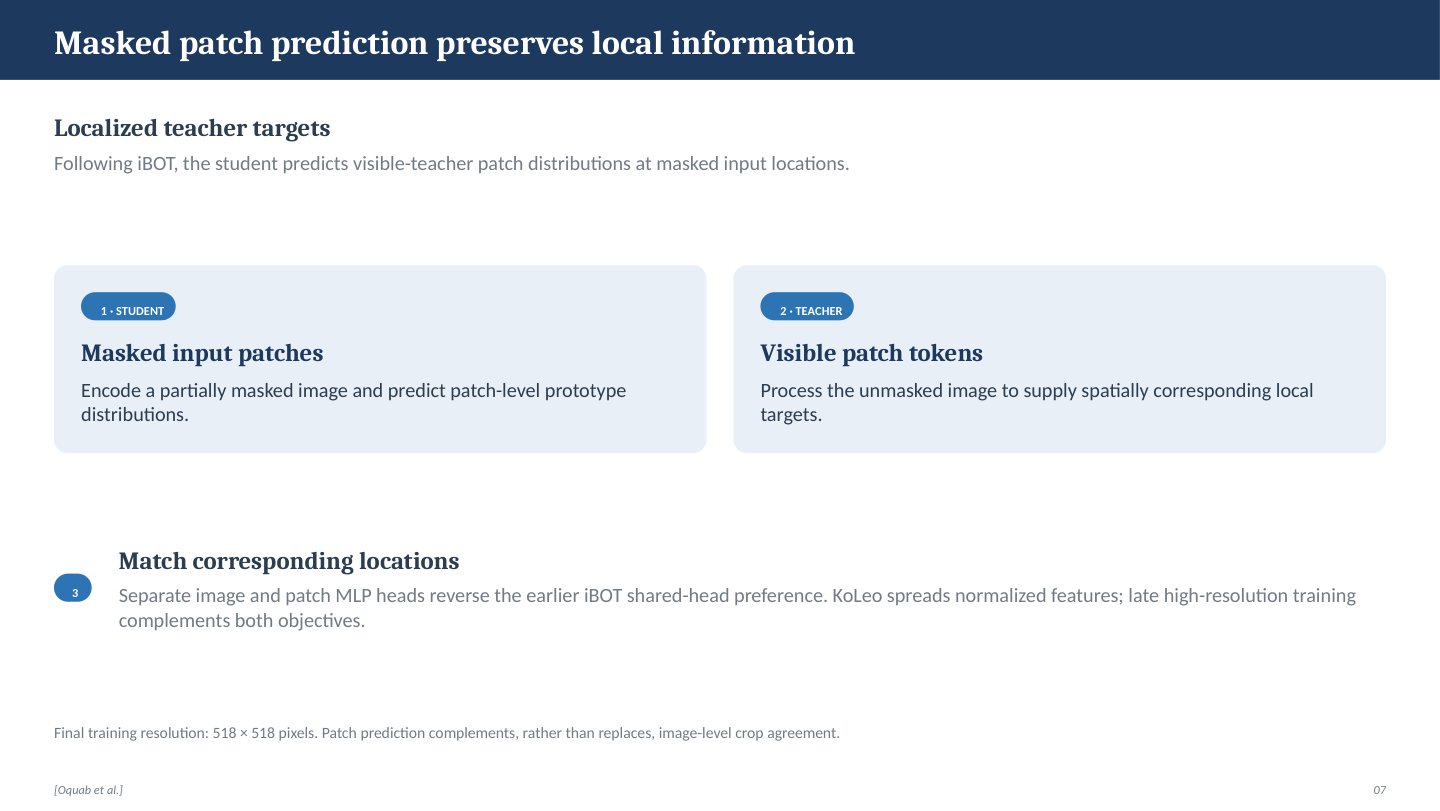 Masked patch prediction preserves local information
Localized teacher targets
Following iBOT, the student predicts visible-teacher patch distributions at masked input locations.
1 · STUDENT
Masked input patches
Encode a partially masked image and predict patch-level prototype
distributions.
2 · TEACHER
Visible patch tokens
Process the unmasked image to supply spatially corresponding local
targets.
3
Match corresponding locations
Separate image and patch MLP heads reverse the earlier iBOT shared-head preference. KoLeo spreads normalized features; late high-resolution training
complements both objectives.
Final training resolution: 518 × 518 pixels. Patch prediction complements, rather than replaces, image-level crop agreement.
[Oquab et al.]
07